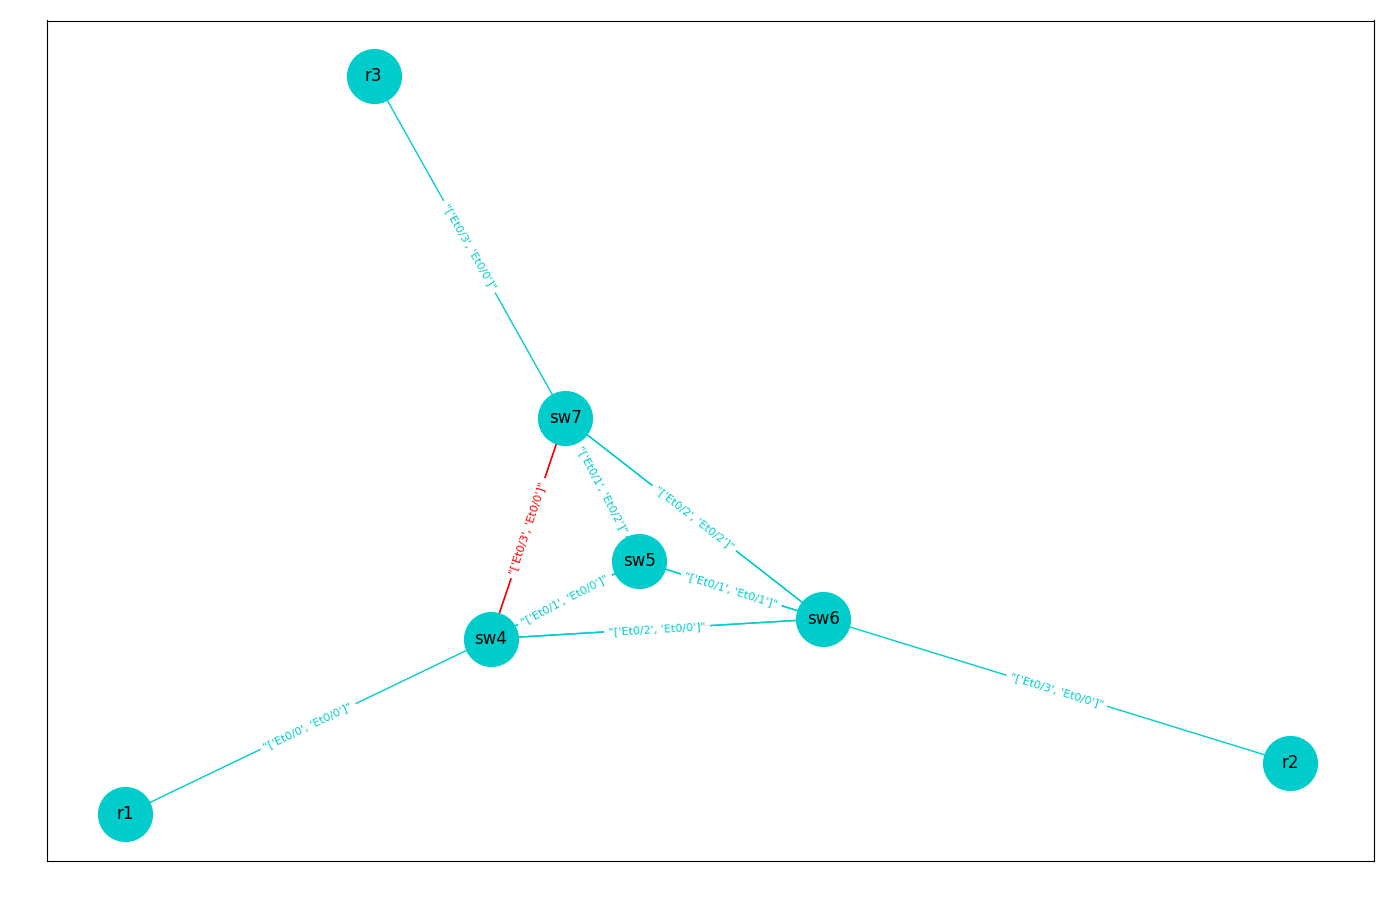 r3
"['Et0/3', 'Et0/0']"
sw7
"['Et0/1', 'Et0/2']"
"['Et0/2', 'Et0/2']"
"['Et0/3', 'Et0/0']"
sw5
"['Et0/1', 'Et0/0']"
"['Et0/1', 'Et0/1']"
sw4
"['Et0/2', 'Et0/0']"
sw6
"['Et0/3', 'Et0/0']"
"['Et0/0', 'Et0/0']"
r2
r1